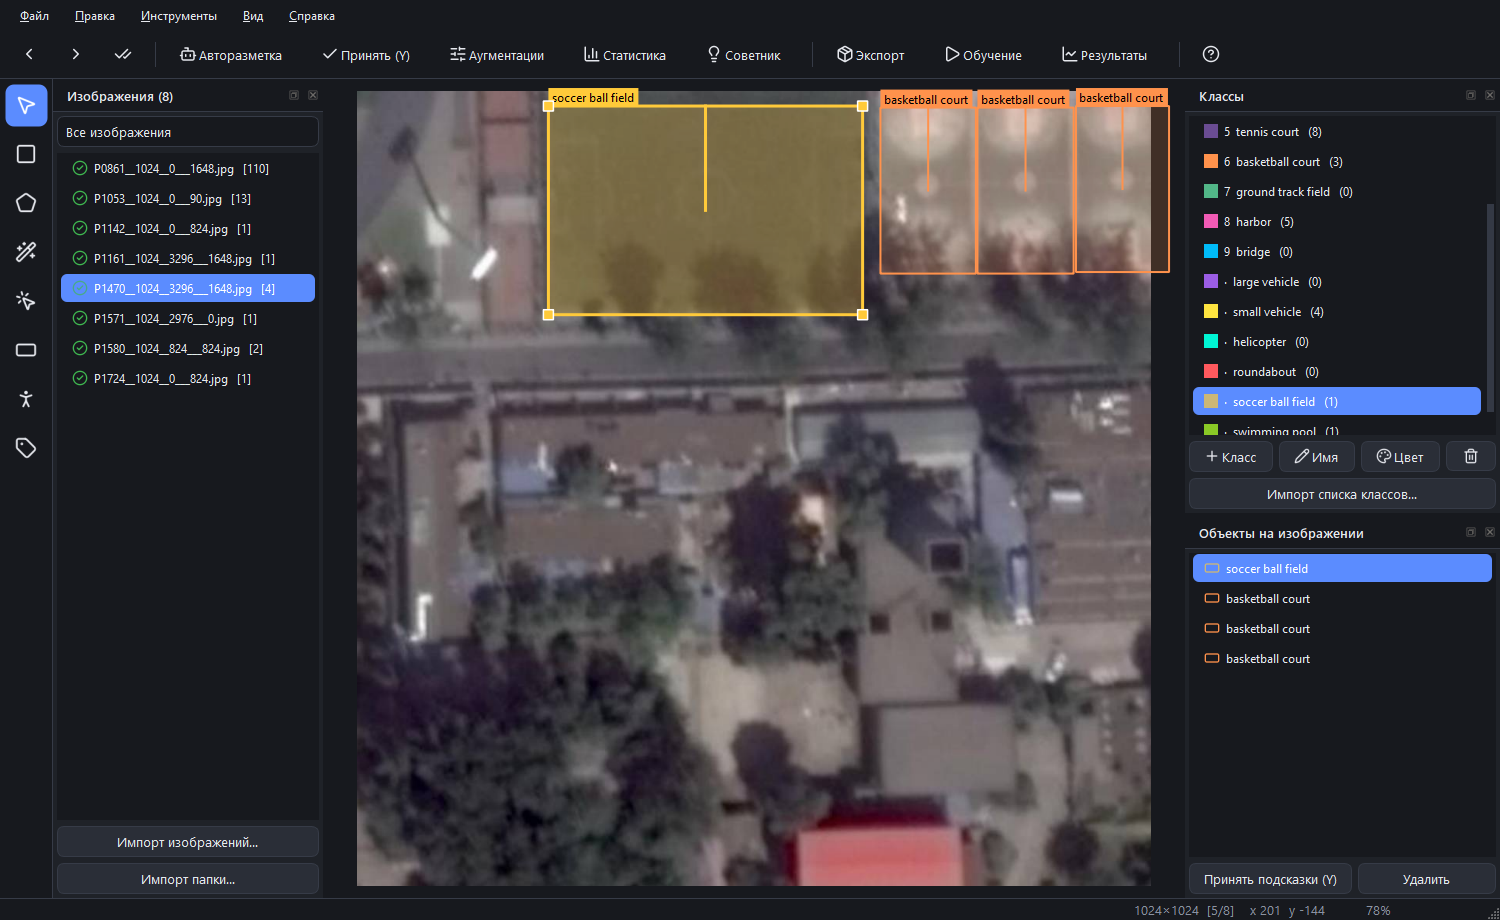 Файл Правка Инструменты Вид Справка
Авторазметка Принять (Y) Аугментации Статистика Советник Экспорт Обучение Результаты
Изображения (8)
Все изображения
P0861__1024__0___1648.jpg [110]
P1053__1024__0___90.jpg [13]
P1142__1024__0___824.jpg [1]
P1161__1024__3296___1648.jpg [1]
P1470__1024__3296___1648.jpg [4]
P1571__1024__2976___0.jpg [1]
P1580__1024__824___824.jpg [2]
P1724__1024__0___824.jpg [1]
Импорт изображений...
Импорт папки...
soccer ball field
basketball court
basketball court
basketball court
Классы
5 tennis court (8)
6 basketball court (3)
7 ground track field (0)
8 harbor (5)
9 bridge (0)
· large vehicle (0)
· small vehicle (4)
· helicopter (0)
· roundabout (0)
· soccer ball field (1)
· swimming pool (1)
+ Класс Имя Цвет
Импорт списка классов...
Объекты на изображении
soccer ball field
basketball court
basketball court
basketball court
Принять подсказки (Y) Удалить
1024×1024 [5/8] x 201 y -144 78%